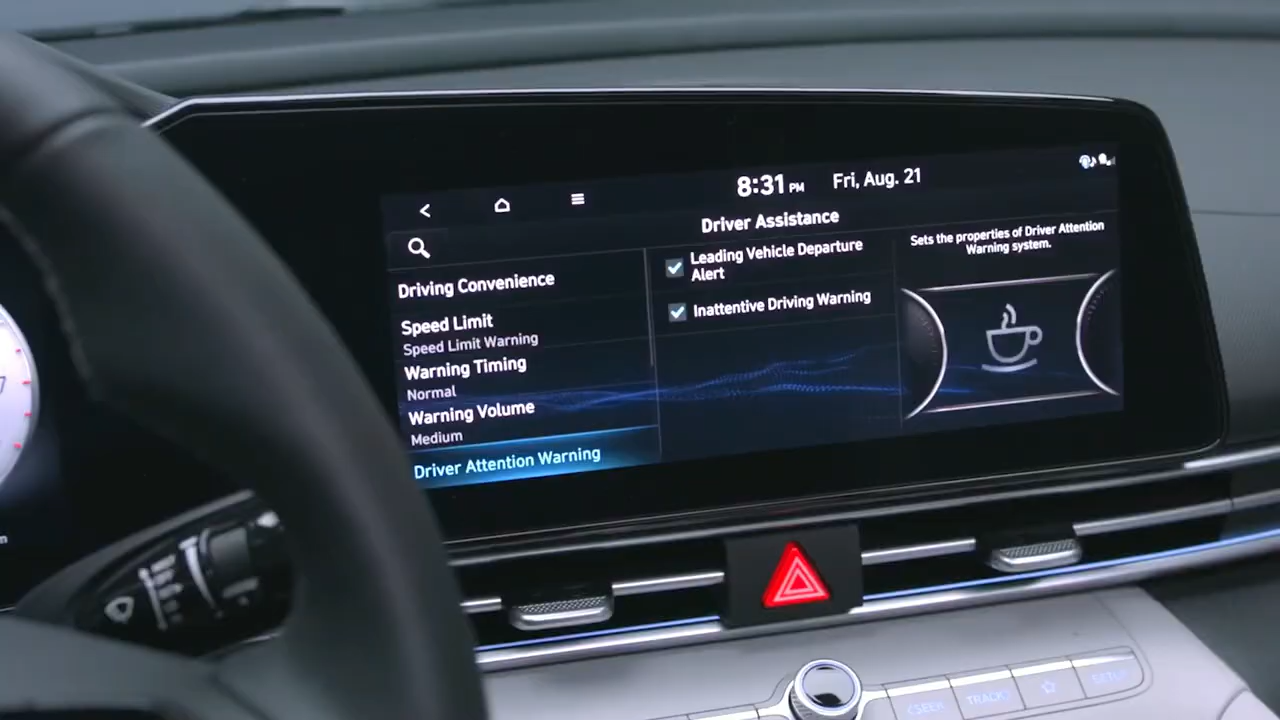 8:31 PM Fri, Aug. 21
Driver Assistance
Driving Convenience
Speed Limit
Speed Limit Warning
Warning Timing
Normal
Warning Volume
Medium
Driver Attention Warning
Leading Vehicle Departure
Alert
Inattentive Driving Warning
Sets the properties of Driver Attention
Warning system.
7
< SEEK
TRACK >
SETUP